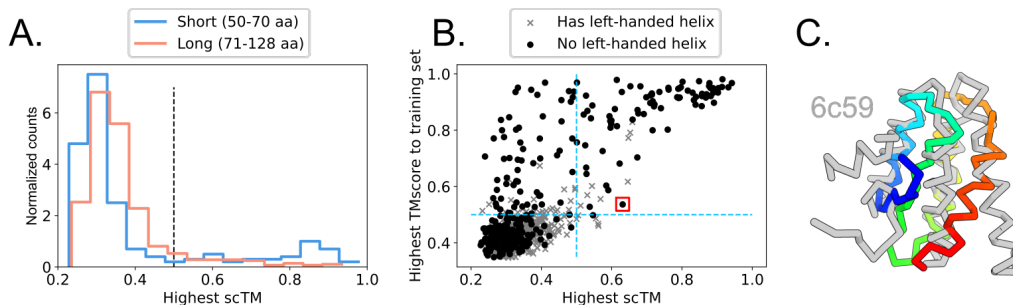 A.
Short (50-70 aa)
Long (71-128 aa)
Normalized counts
6
4
2
0
0.2
0.4
0.6
0.8
1.0
Highest scTM
B.
Has left-handed helix
No left-handed helix
Highest TMscore to training set
1.0
0.8
0.6
0.4
0.2
0.4
0.6
0.8
1.0
Highest scTM
C.
6c59